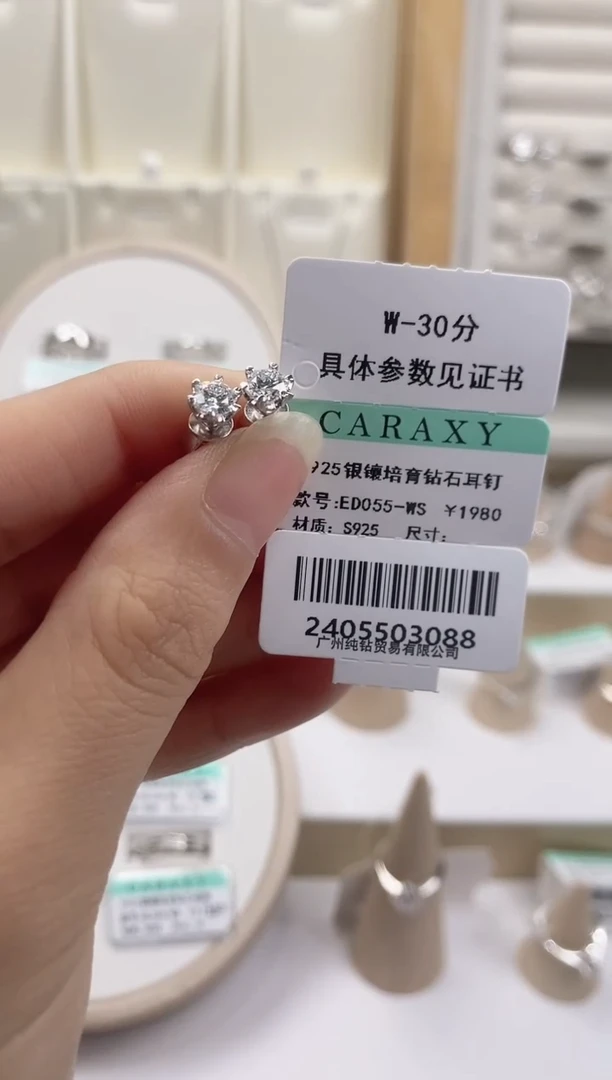 W-30分
具体参数见证书
CARAXY
925银镶培育钻石耳钉
款号:ED055-WS ￥1980
材质: S925 尺寸:
2405503088
广州纯钻贸易有限公司
CARAXY